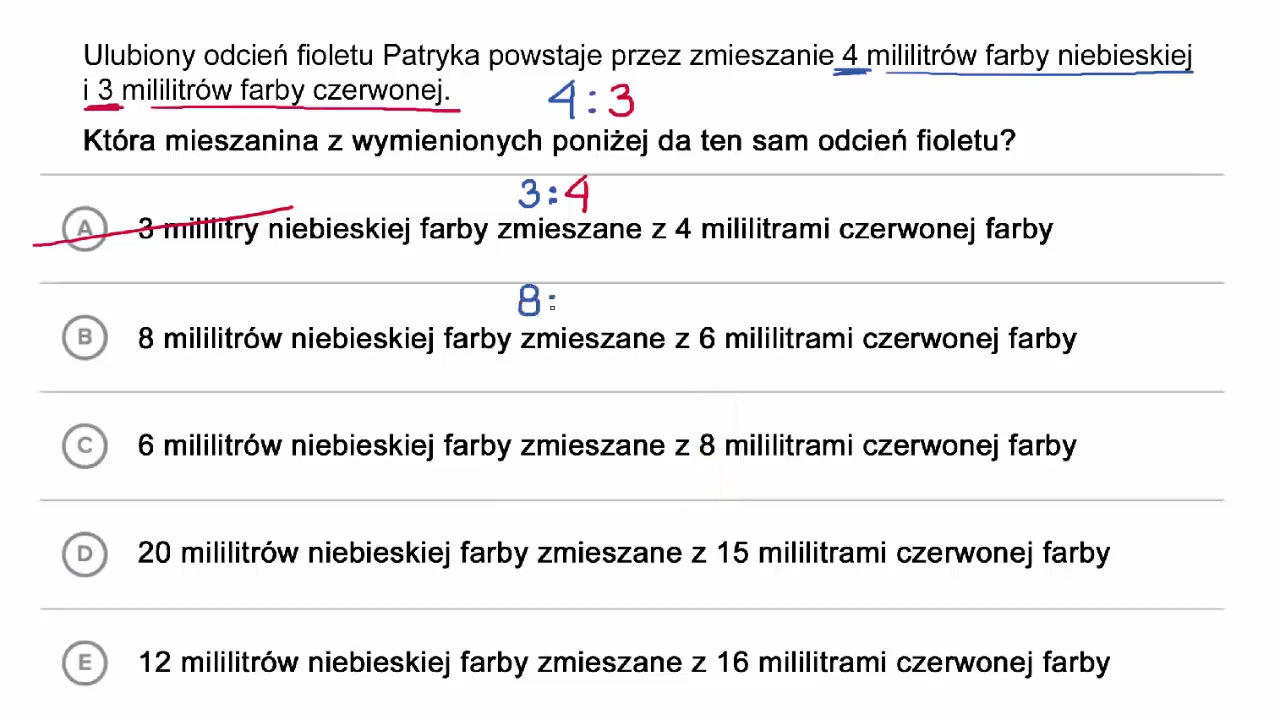 Ulubiony odcień fioletu Patryka powstaje przez zmieszanie 4 mililitrów farby niebieskiej
i 3 mililitrów farby czerwonej.
4:3
Która mieszanina z wymienionych poniżej da ten sam odcień fioletu?
3:4
A 3 mililitry niebieskiej farby zmieszane z 4 mililitrami czerwonej farby
8:
B 8 mililitrów niebieskiej farby zmieszane z 6 mililitrami czerwonej farby
C 6 mililitrów niebieskiej farby zmieszane z 8 mililitrami czerwonej farby
D 20 mililitrów niebieskiej farby zmieszane z 15 mililitrami czerwonej farby
E 12 mililitrów niebieskiej farby zmieszane z 16 mililitrami czerwonej farby